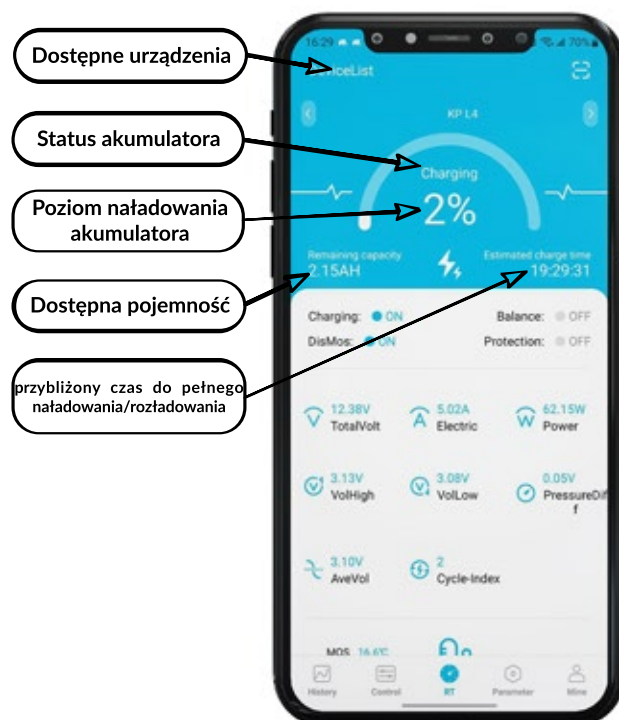 Dostępne urządzenia
Status akumulatora
Poziom naładowania
akumulatora
Dostępna pojemność
przybliżony czas do pełnego
naładowania/rozładowania
16:29
70%
KP L4
Charging
2%
Remaining capacity
Estimated charge time
2.15AH
19:29:31
Charging: ON
Balance: OFF
DisMos: ON
Protection: OFF
12.38V
TotalVolt
5.02A
Electric
62.15W
Power
3.13V
VolHigh
3.08V
VolLow
0.05V
PressureDif
f
3.10V
AveVol
2
Cycle-Index
MOS 16.6℃
History
Control
RT
Parameter
Mine